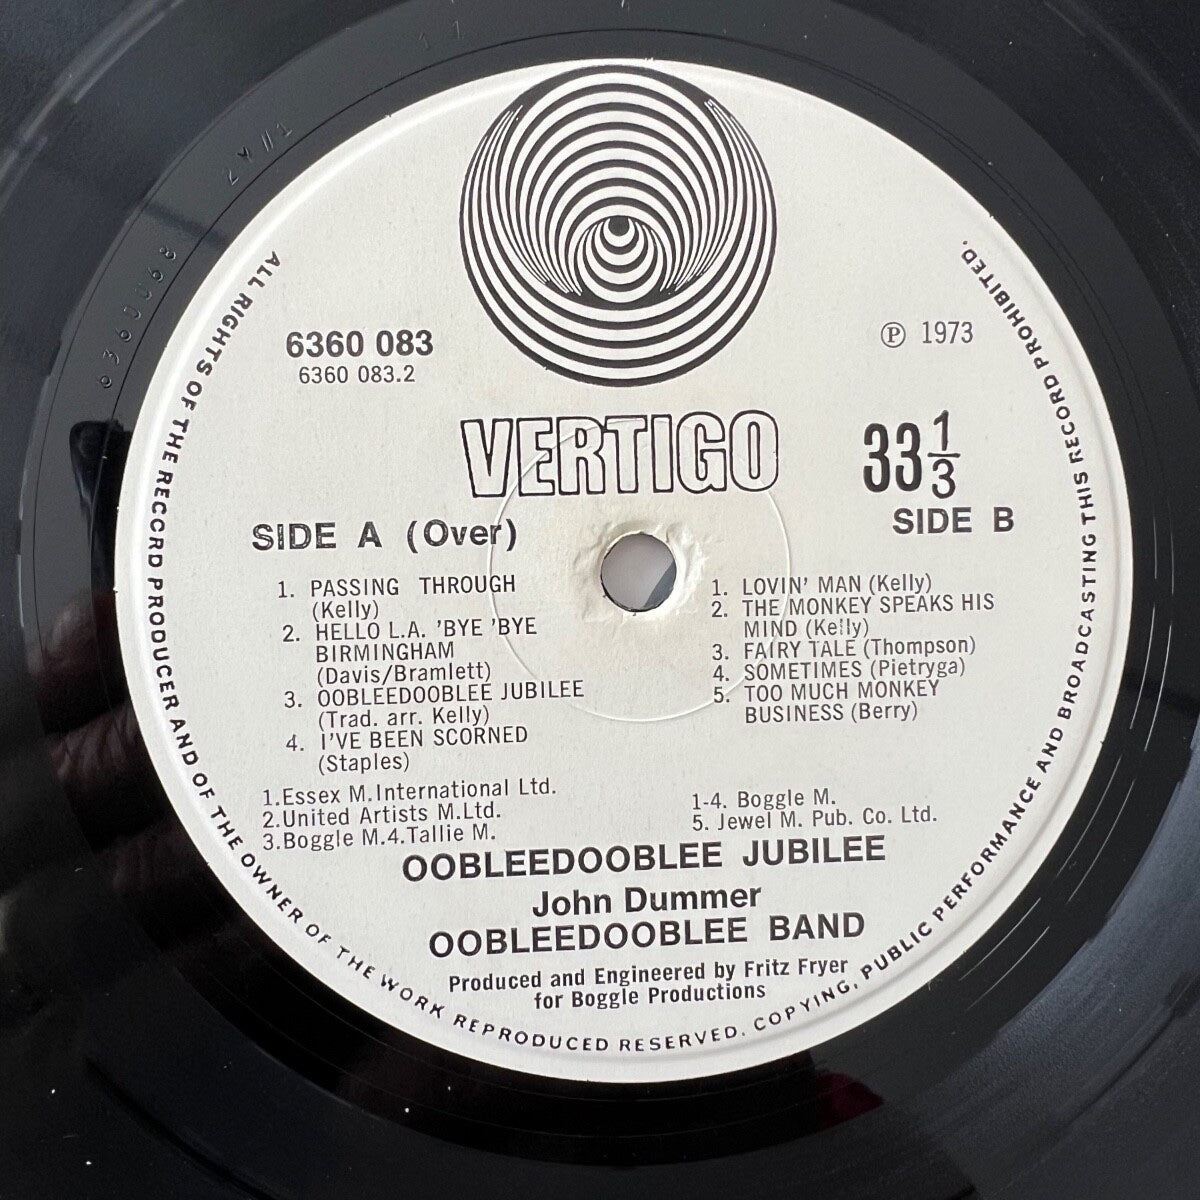 6360 083
6360 083.2
℗ 1973
VERTIGO
33 1/3
SIDE A (Over)
SIDE B
1. PASSING THROUGH
(Kelly)
2. HELLO L.A. 'BYE 'BYE
BIRMINGHAM
(Davis/Bramlett)
3. OOBLEEDOOBLEE JUBILEE
(Trad. arr. Kelly)
4. I'VE BEEN SCORNED
(Staples)
1.Essex M.International Ltd.
2.United Artists M.Ltd.
3.Boggle M.4.Tallie M.
1. LOVIN' MAN (Kelly)
2. THE MONKEY SPEAKS HIS
MIND (Kelly)
3. FAIRY TALE (Thompson)
4. SOMETIMES (Pietryga)
5. TOO MUCH MONKEY
BUSINESS (Berry)
1-4. Boggle M.
5. Jewel M. Pub. Co. Ltd.
OOBLEEDOOBLEE JUBILEE
John Dummer
OOBLEEDOOBLEE BAND
Produced and Engineered by Fritz Fryer
for Boggle Productions
ALL RIGHTS OF THE RECORD PRODUCER AND OF THE OWNER OF THE WORK REPRODUCED RESERVED. COPYING, PUBLIC PERFORMANCE AND BROADCASTING THIS RECORD PROHIBITED.